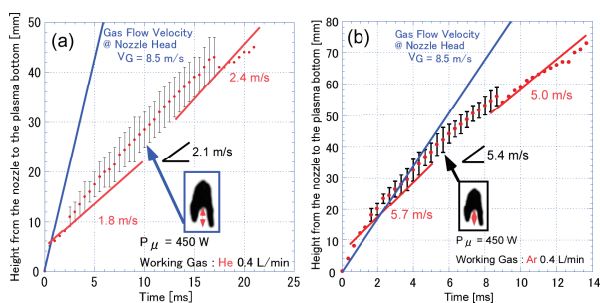 Height from the nozzle to the plasma bottom [mm]
50
40
30
20
10
0
(a)
Gas Flow Velocity
@ Nozzle Head
VG = 8.5 m/s
2.4 m/s
2.1 m/s
1.8 m/s
Pμ = 450 W
Working Gas : He 0.4 L/min
0 5 10 15 20 25
Time [ms]
Height from the nozzle to the plasma bottom [mm]
80
70
60
50
40
30
20
10
0
(b)
Gas Flow Velocity
@ Nozzle Head
VG = 8.5 m/s
5.0 m/s
5.4 m/s
5.7 m/s
Pμ = 450 W
Working Gas : Ar 0.4 L/min
0 2 4 6 8 10 12 14
Time [ms]